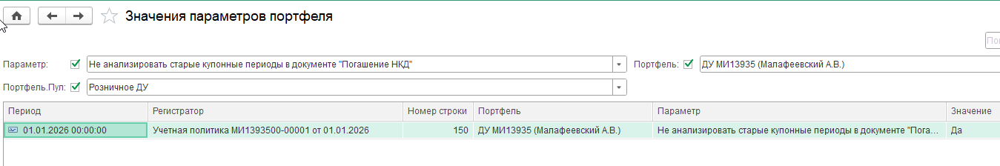 Значения параметров портфеля
По
Параметр: Не анализировать старые купонные периоды в документе "Погашение НКД" Портфель: ДУ МИ13935 (Малафеевский А.В.)
Портфель.Пул: Розничное ДУ
Период Регистратор Номер строки Портфель Параметр Значение
01.01.2026 00:00:00 Учетная политика МИ1393500-00001 от 01.01.2026 150 ДУ МИ13935 (Малафеевский А.В.) Не анализировать старые купонные периоды в документе "Пога... Да